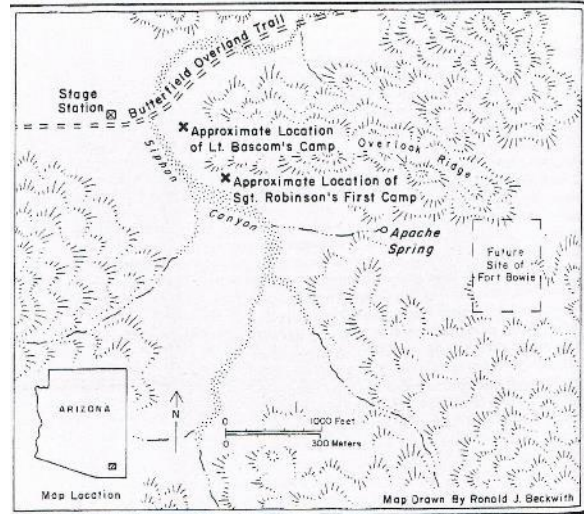 Butterfield Overland Trail
Stage
Station
Approximate Location
of Lt. Bascom's Camp
Overlook Ridge
Siphon
Canyon
Approximate Location of
Sgt. Robinson's First Camp
Apache
Spring
Future
Site of
Fort Bowie
ARIZONA
N
0 1000 Feet
0 300 Meters
Map Location
Map Drawn By Ronald J. Beckwith